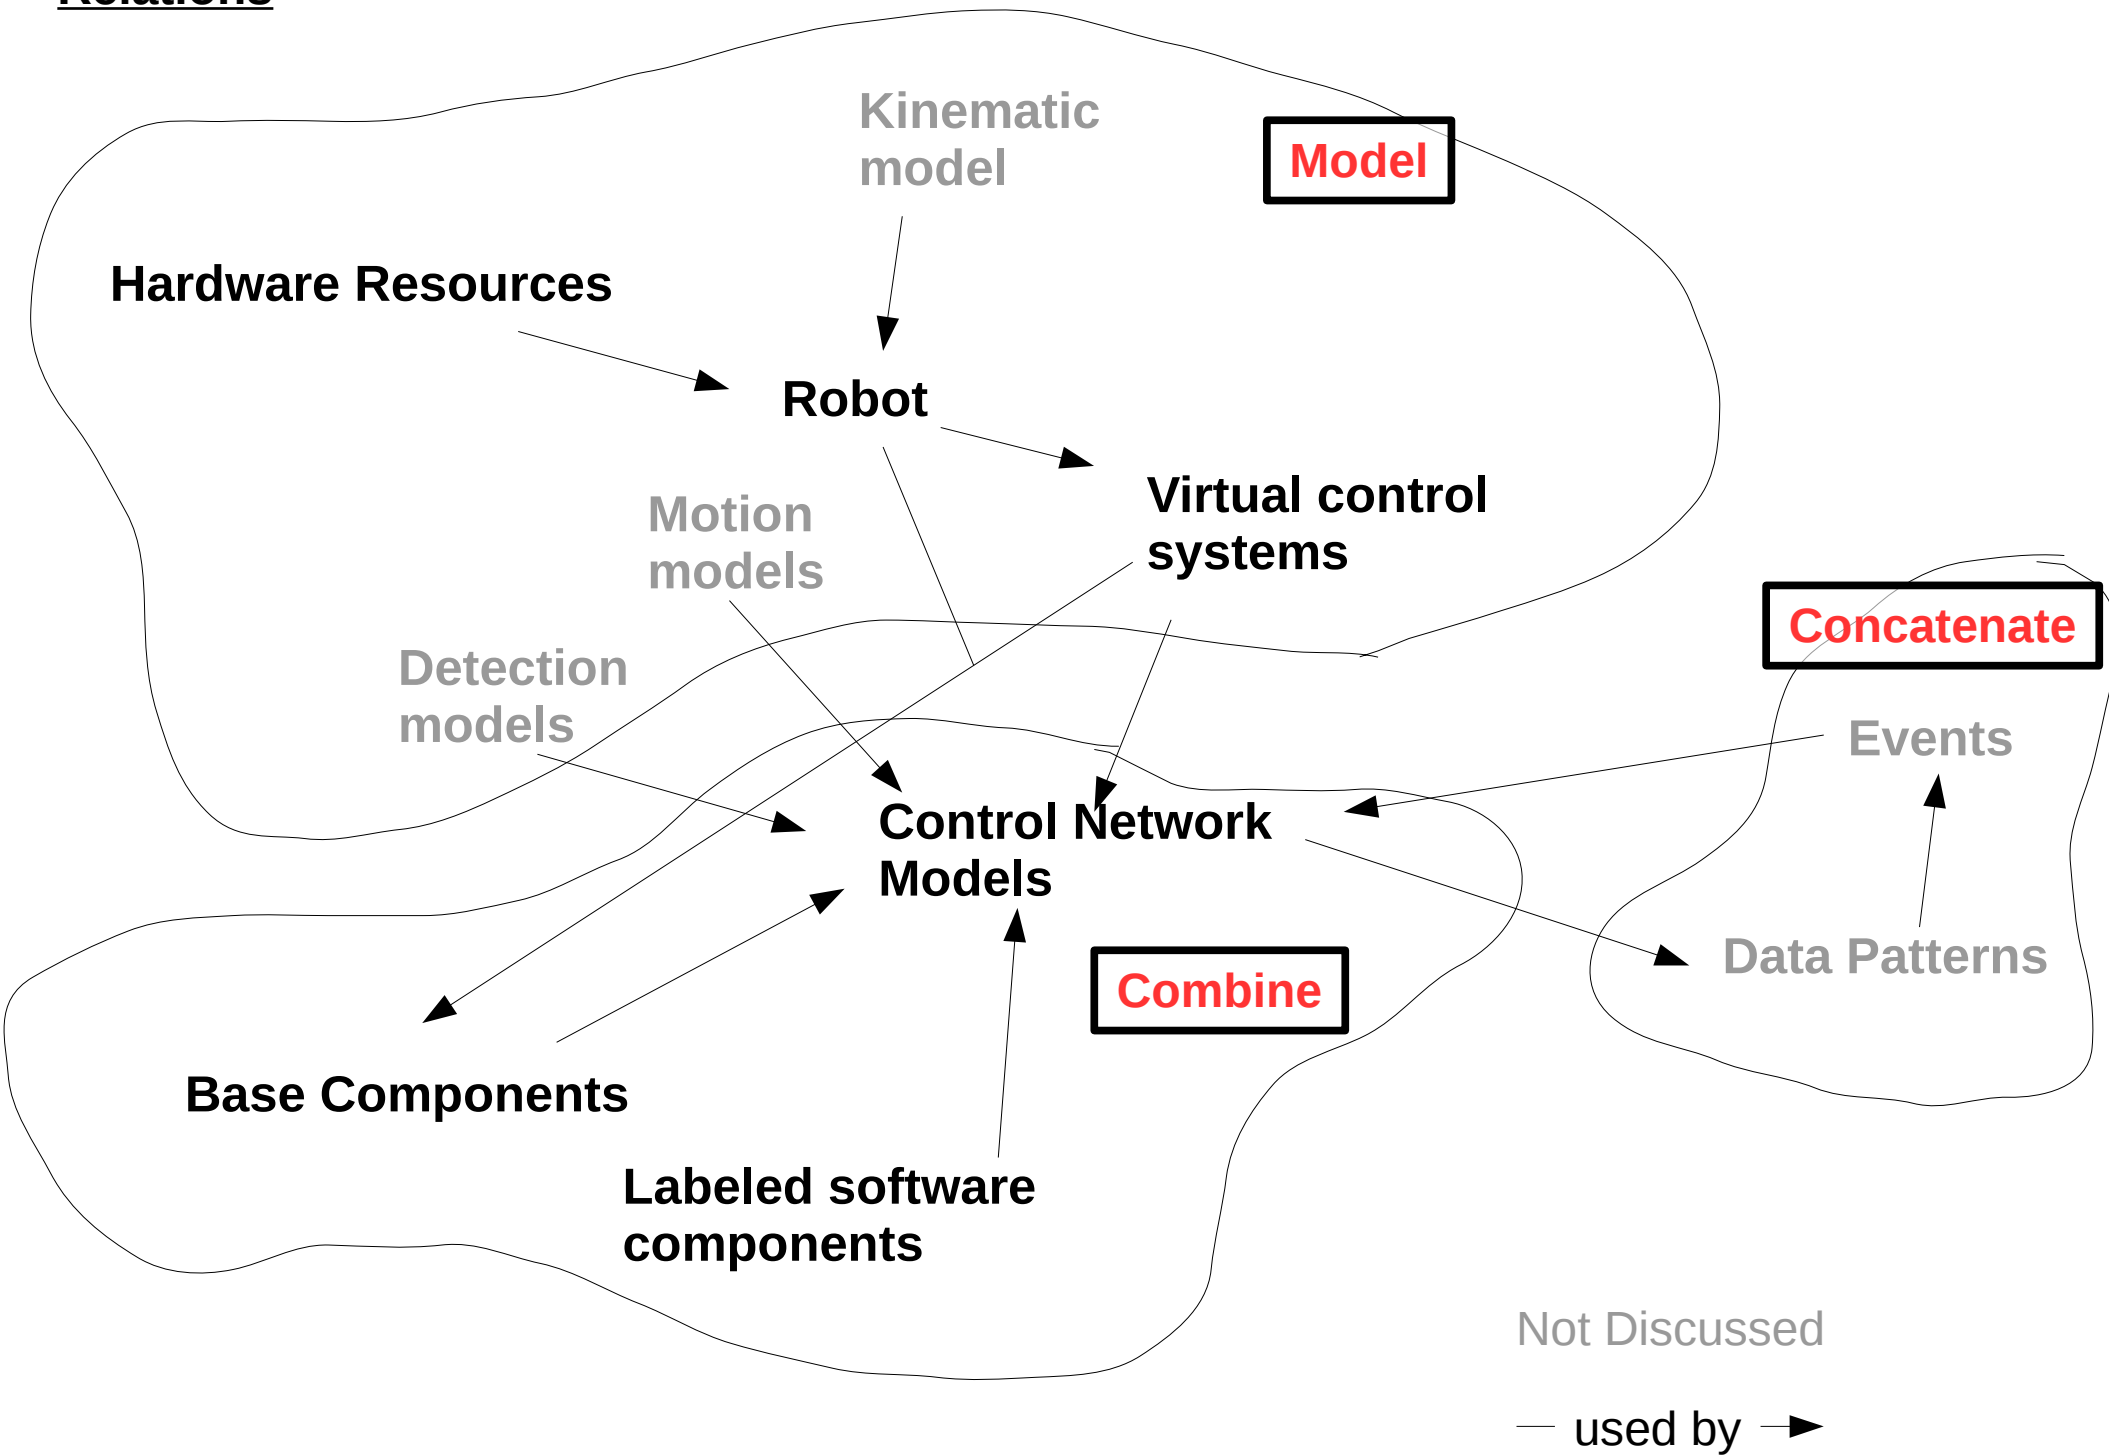 Relations
Kinematic
model
Model
Hardware Resources
Robot
Virtual control
systems
Motion
models
Concatenate
Detection
models
Events
Control Network
Models
Data Patterns
Combine
Base Components
Labeled software
components
Not Discussed
used by